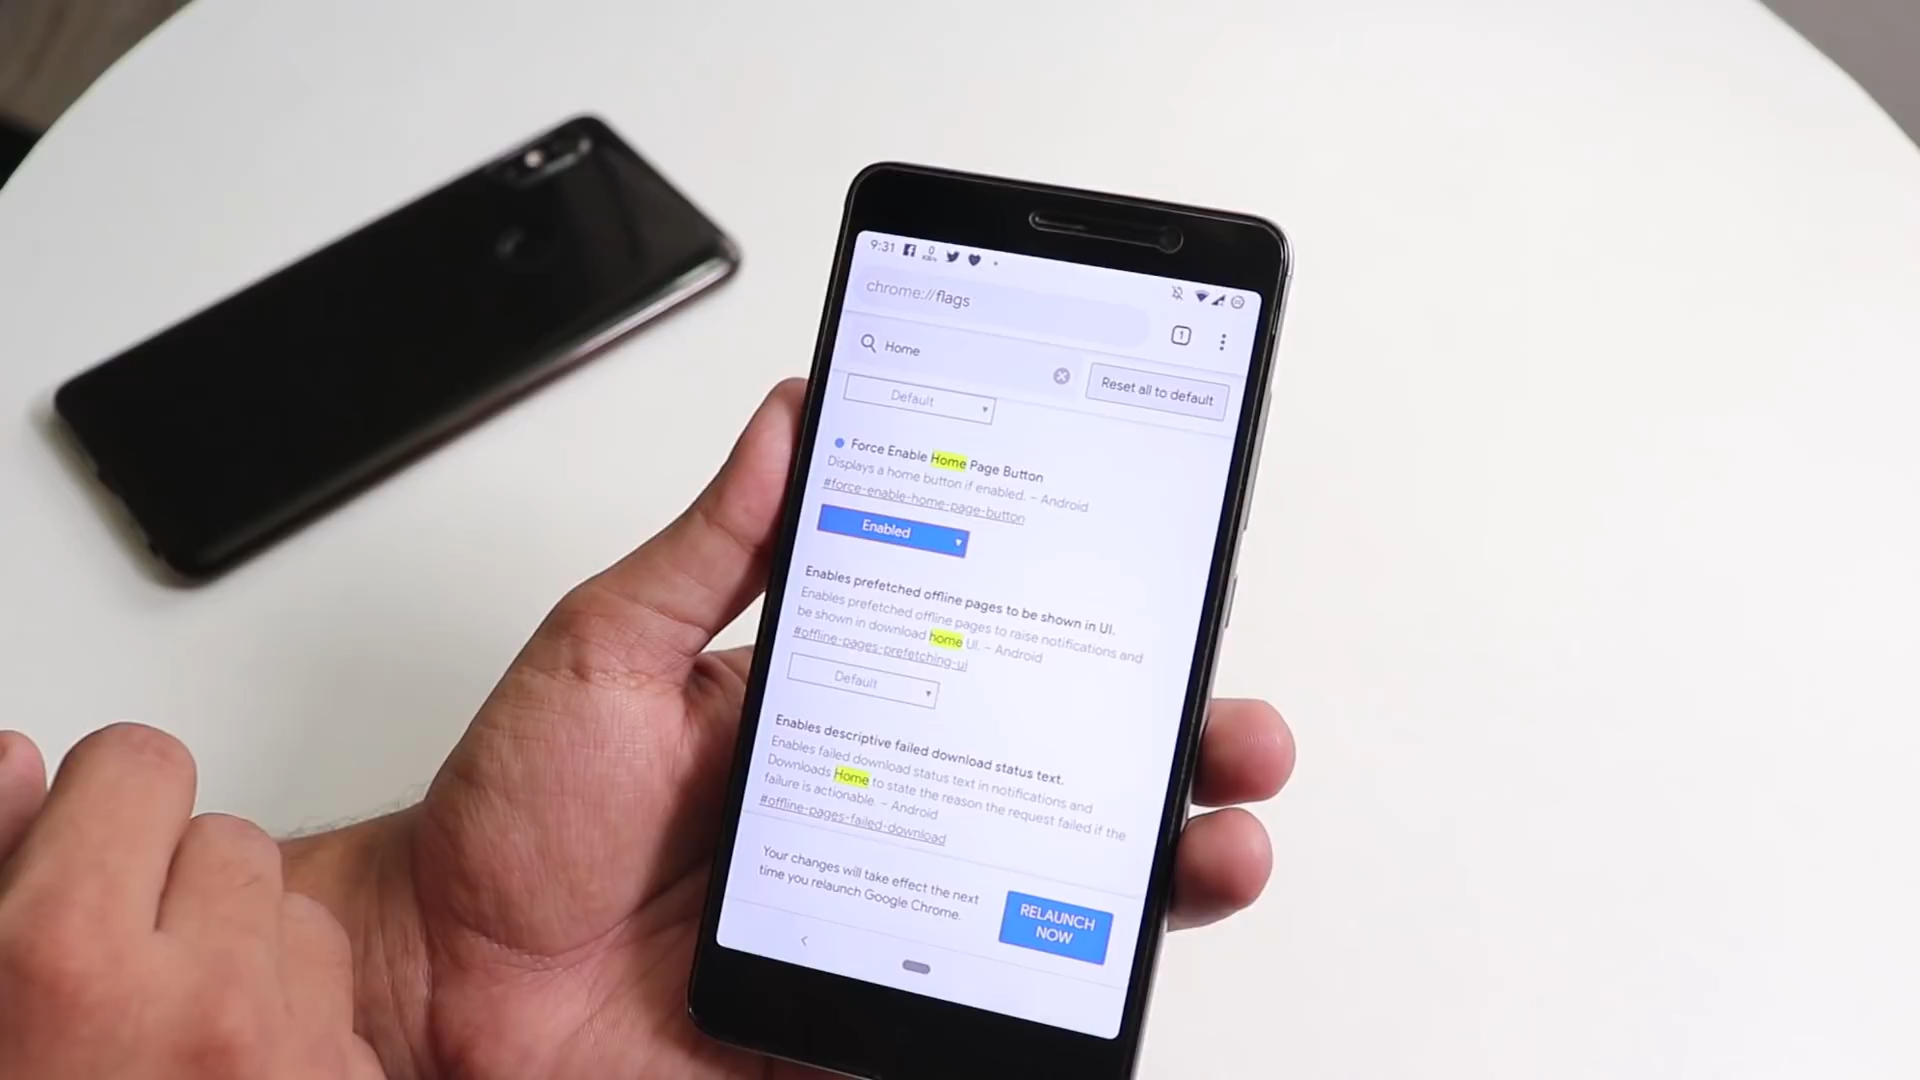 9:31
0
KB/s
chrome://flags
1
Home
Reset all to default
Default
Force Enable Home Page Button
Displays a home button if enabled. – Android
#force-enable-home-page-button
Enabled
Enables prefetched offline pages to be shown in UI.
Enables prefetched offline pages to raise notifications and
be shown in download home UI. – Android
#offline-pages-prefetching-ui
Default
Enables descriptive failed download status text.
Enables failed download status text in notifications and
Downloads Home to state the reason the request failed if the
failure is actionable. – Android
#offline-pages-failed-download
Your changes will take effect the next
time you relaunch Google Chrome.
RELAUNCH
NOW